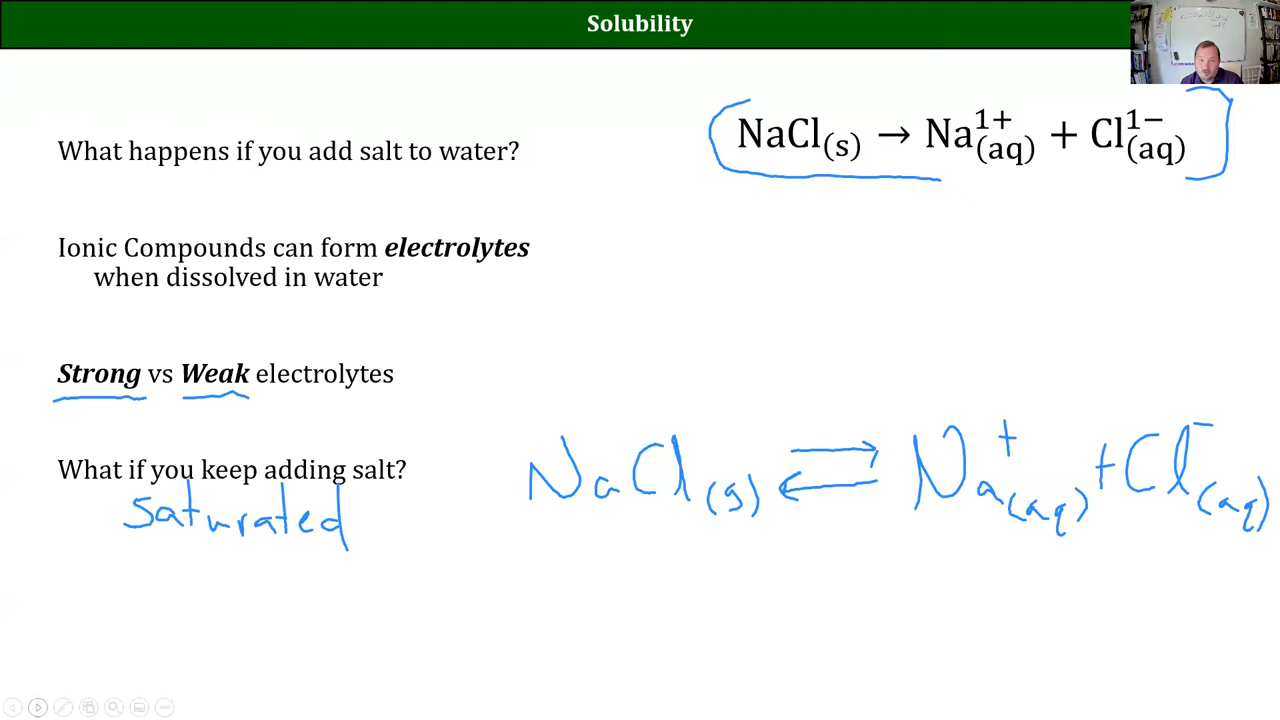 Solubility
NaCl(s) → Na1+(aq) + Cl1−(aq)
What happens if you add salt to water?
Ionic Compounds can form electrolytes
when dissolved in water
Strong vs Weak electrolytes
What if you keep adding salt?
saturated
NaCl(s) ⇌ Na+(aq) + Cl−(aq)